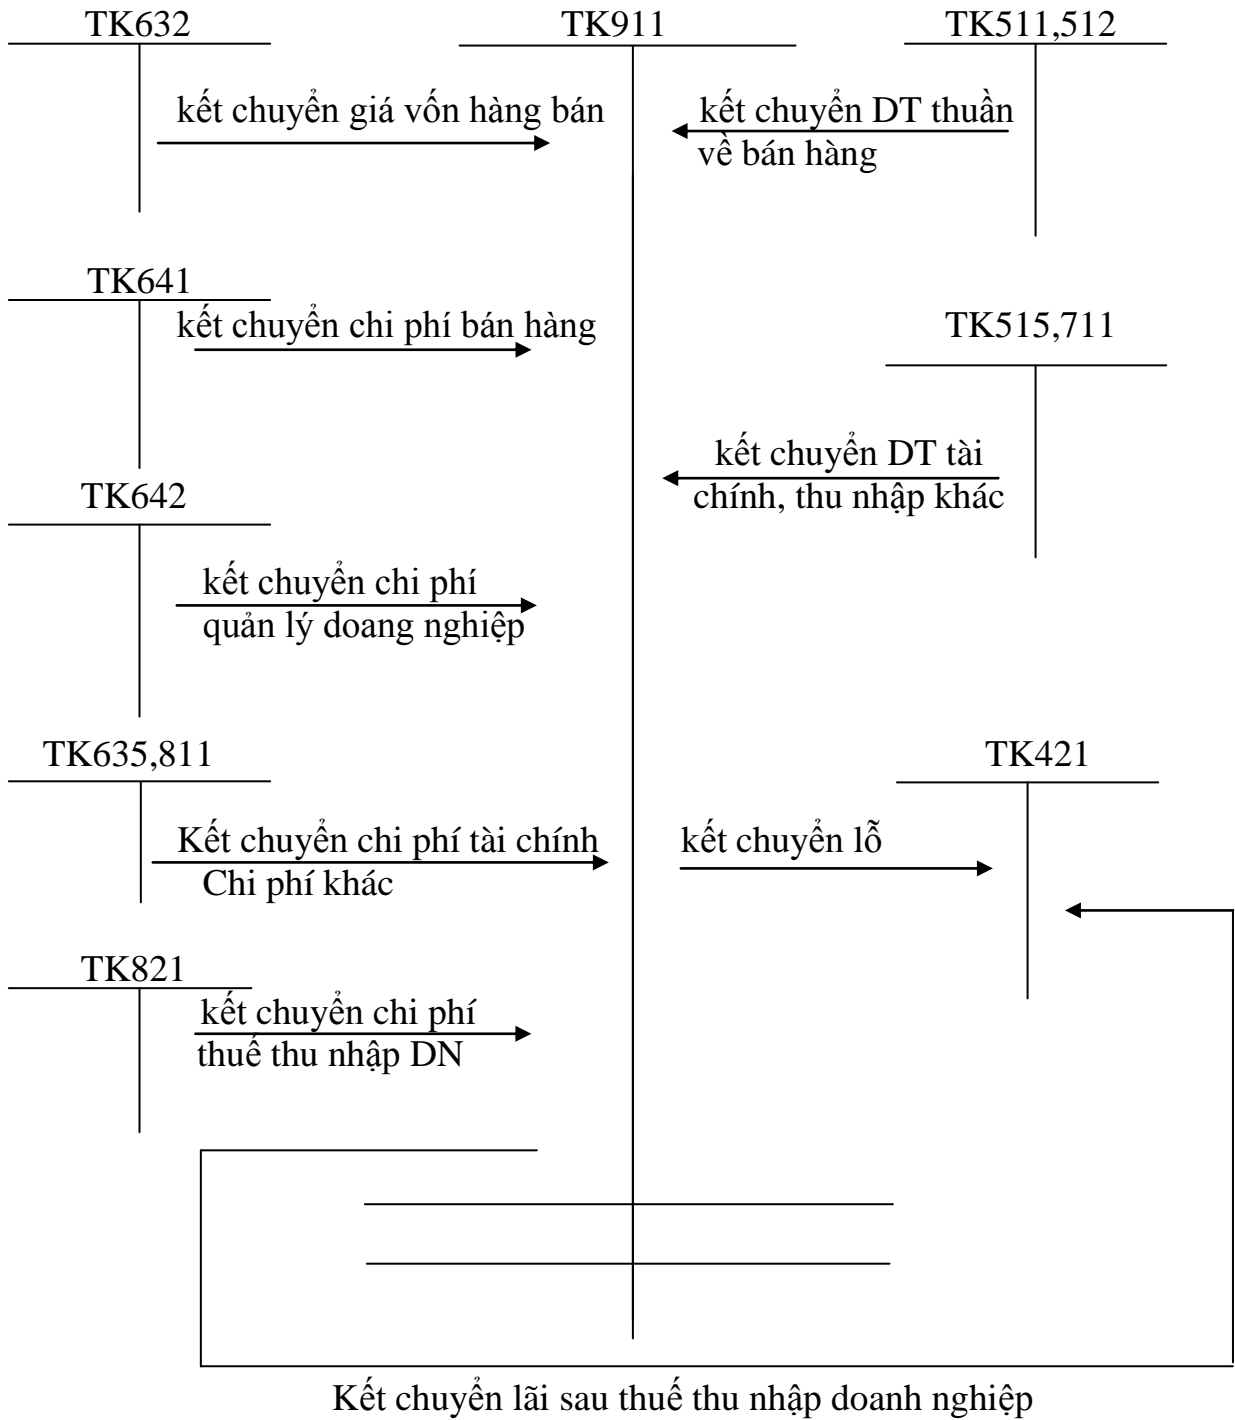 TK632
TK911
TK511,512
kết chuyển giá vốn hàng bán
kết chuyển DT thuần
về bán hàng
TK641
kết chuyển chi phí bán hàng
TK515,711
kết chuyển DT tài
chính, thu nhập khác
TK642
kết chuyển chi phí
quản lý doang nghiệp
TK635,811
TK421
Kết chuyển chi phí tài chính
Chi phí khác
kết chuyển lỗ
TK821
kết chuyển chi phí
thuế thu nhập DN
Kết chuyển lãi sau thuế thu nhập doanh nghiệp